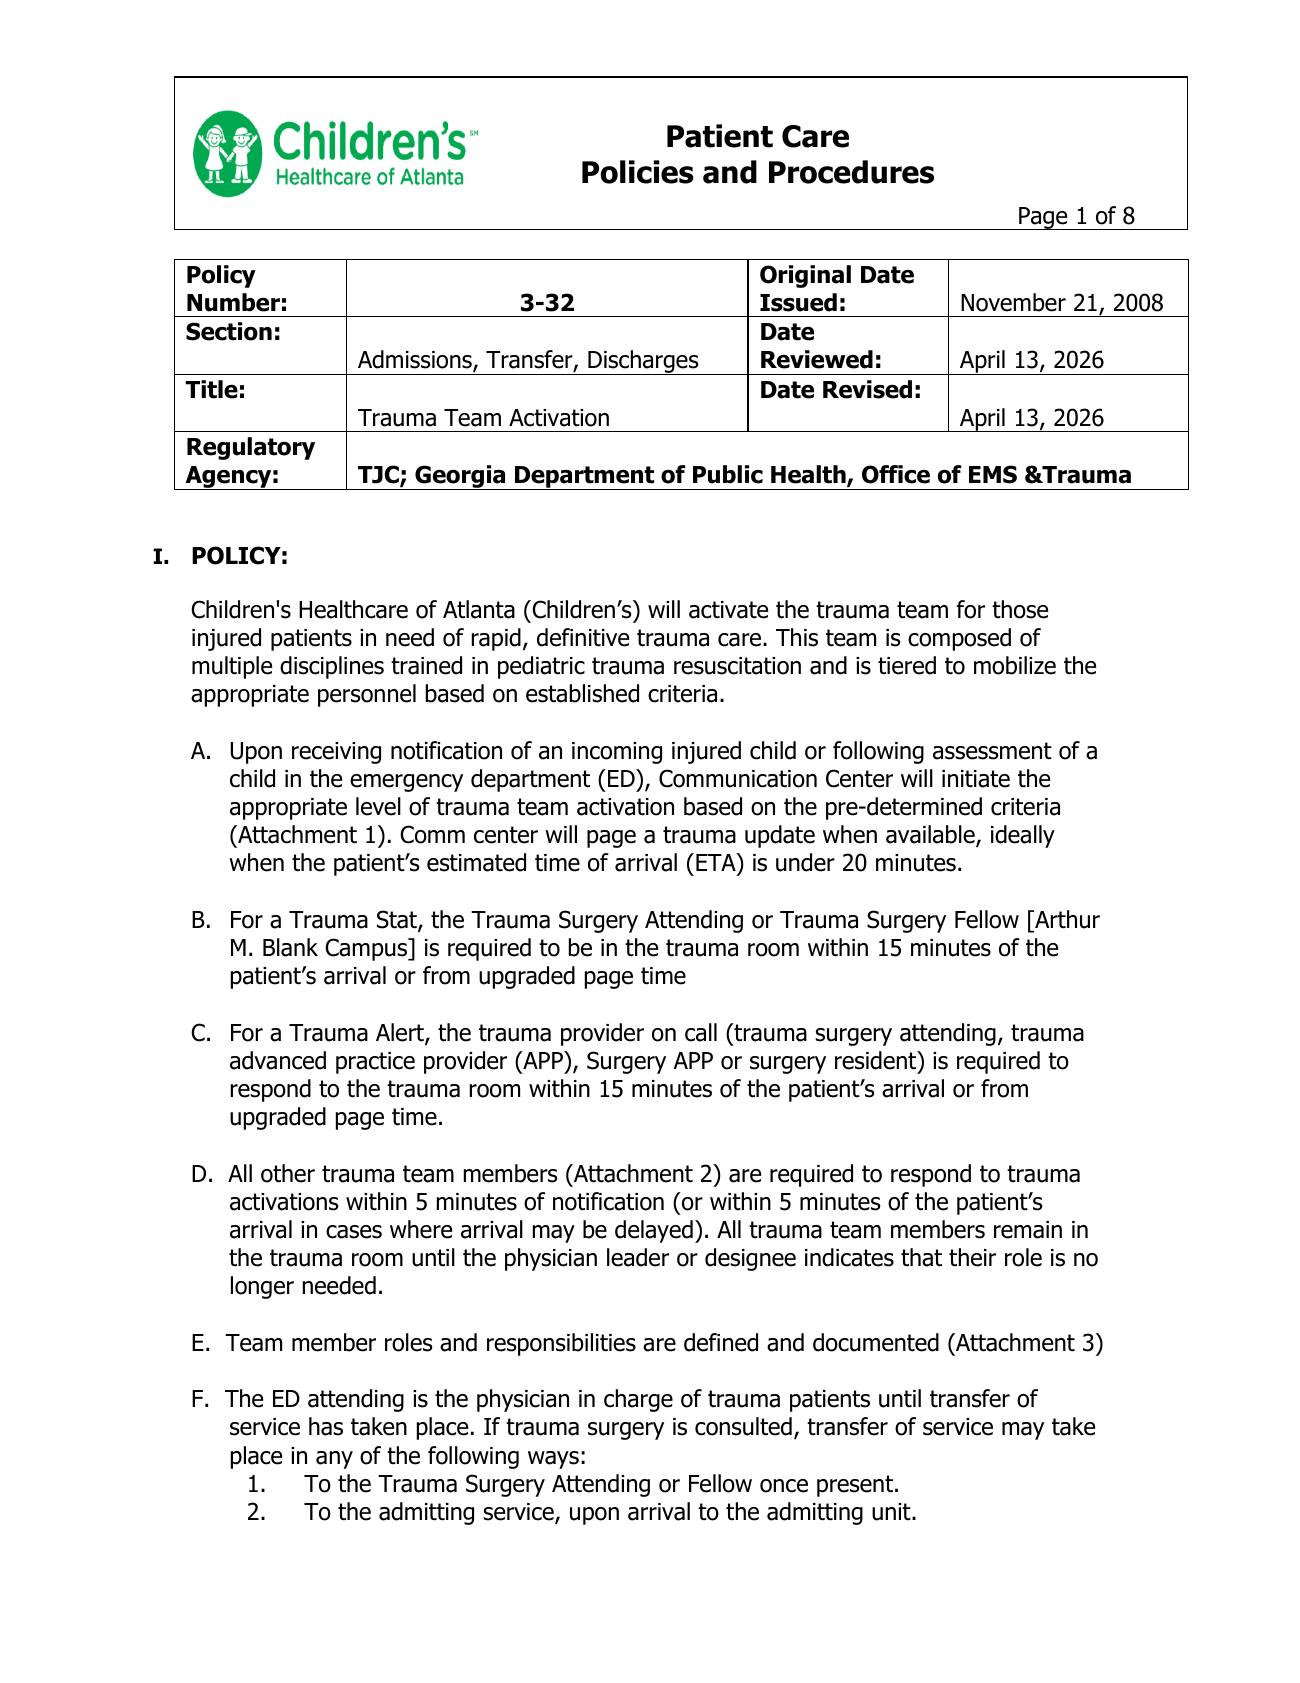 Children's℠
Healthcare of Atlanta
Patient Care
Policies and Procedures
Page 1 of 8
Policy Number: 3-32 Original Date Issued: November 21, 2008
Section: Admissions, Transfer, Discharges Date Reviewed: April 13, 2026
Title: Trauma Team Activation Date Revised: April 13, 2026
Regulatory Agency: TJC; Georgia Department of Public Health, Office of EMS &Trauma
I. POLICY:
Children's Healthcare of Atlanta (Children’s) will activate the trauma team for those
injured patients in need of rapid, definitive trauma care. This team is composed of
multiple disciplines trained in pediatric trauma resuscitation and is tiered to mobilize the
appropriate personnel based on established criteria.
A. Upon receiving notification of an incoming injured child or following assessment of a
child in the emergency department (ED), Communication Center will initiate the
appropriate level of trauma team activation based on the pre-determined criteria
(Attachment 1). Comm center will page a trauma update when available, ideally
when the patient’s estimated time of arrival (ETA) is under 20 minutes.
B. For a Trauma Stat, the Trauma Surgery Attending or Trauma Surgery Fellow [Arthur
M. Blank Campus] is required to be in the trauma room within 15 minutes of the
patient’s arrival or from upgraded page time
C. For a Trauma Alert, the trauma provider on call (trauma surgery attending, trauma
advanced practice provider (APP), Surgery APP or surgery resident) is required to
respond to the trauma room within 15 minutes of the patient’s arrival or from
upgraded page time.
D. All other trauma team members (Attachment 2) are required to respond to trauma
activations within 5 minutes of notification (or within 5 minutes of the patient’s
arrival in cases where arrival may be delayed). All trauma team members remain in
the trauma room until the physician leader or designee indicates that their role is no
longer needed.
E. Team member roles and responsibilities are defined and documented (Attachment 3)
F. The ED attending is the physician in charge of trauma patients until transfer of
service has taken place. If trauma surgery is consulted, transfer of service may take
place in any of the following ways:
1. To the Trauma Surgery Attending or Fellow once present.
2. To the admitting service, upon arrival to the admitting unit.